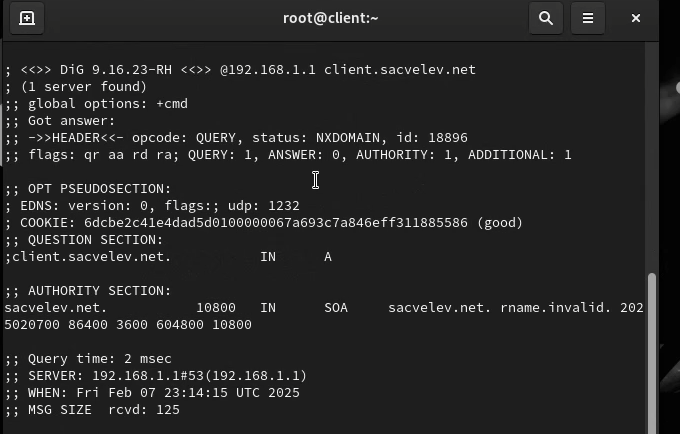 root@client:~
; <<>> DiG 9.16.23-RH <<>> @192.168.1.1 client.sacvelev.net
; (1 server found)
;; global options: +cmd
;; Got answer:
;; ->>HEADER<<- opcode: QUERY, status: NXDOMAIN, id: 18896
;; flags: qr aa rd ra; QUERY: 1, ANSWER: 0, AUTHORITY: 1, ADDITIONAL: 1
;; OPT PSEUDOSECTION:
; EDNS: version: 0, flags:; udp: 1232
; COOKIE: 6dcbe2c41e4dad5d0100000067a693c7a846eff311885586 (good)
;; QUESTION SECTION:
;client.sacvelev.net. IN A
;; AUTHORITY SECTION:
sacvelev.net. 10800 IN SOA sacvelev.net. rname.invalid. 202
5020700 86400 3600 604800 10800
;; Query time: 2 msec
;; SERVER: 192.168.1.1#53(192.168.1.1)
;; WHEN: Fri Feb 07 23:14:15 UTC 2025
;; MSG SIZE rcvd: 125